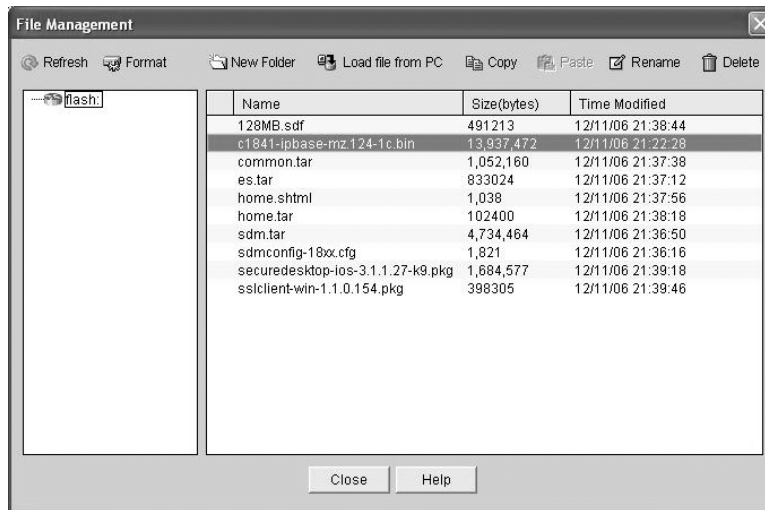 File Management
Refresh Format New Folder Load file from PC Copy Paste Rename Delete
flash:
Name Size(bytes) Time Modified
128MB.sdf 491213 12/11/06 21:38:44
c1841-ipbase-mz.124-1c.bin 13,937,472 12/11/06 21:22:28
common.tar 1,052,160 12/11/06 21:37:38
es.tar 833024 12/11/06 21:37:12
home.shtml 1,038 12/11/06 21:37:56
home.tar 102400 12/11/06 21:38:18
sdm.tar 4,734,464 12/11/06 21:36:50
sdmconfig-18xx.cfg 1,821 12/11/06 21:36:16
securedesktop-ios-3.1.1.27-k9.pkg 1,684,577 12/11/06 21:39:18
sslclient-win-1.1.0.154.pkg 398305 12/11/06 21:39:46
Close Help